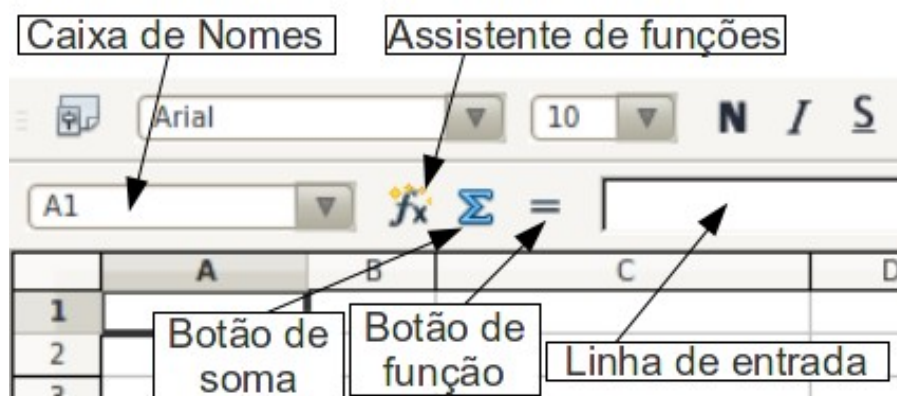 Caixa de Nomes
Assistente de funções
Arial
10
N I S
A1
fx Σ =
A B C D
1
2
3
Botão de
soma
Botão de
função
Linha de entrada